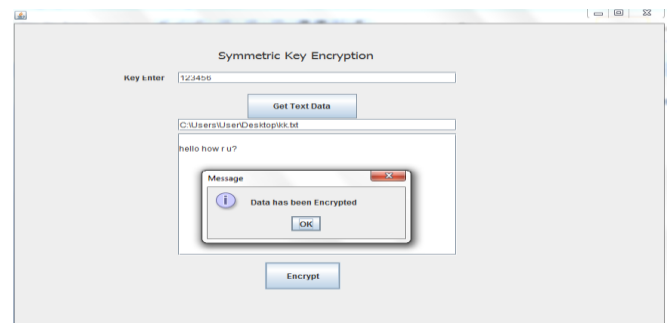 Symmetric Key Encryption
Key Enter 123456
Get Text Data
C:\Users\User\Desktop\kk.txt
hello how r u?
Message
Data has been Encrypted
OK
Encrypt